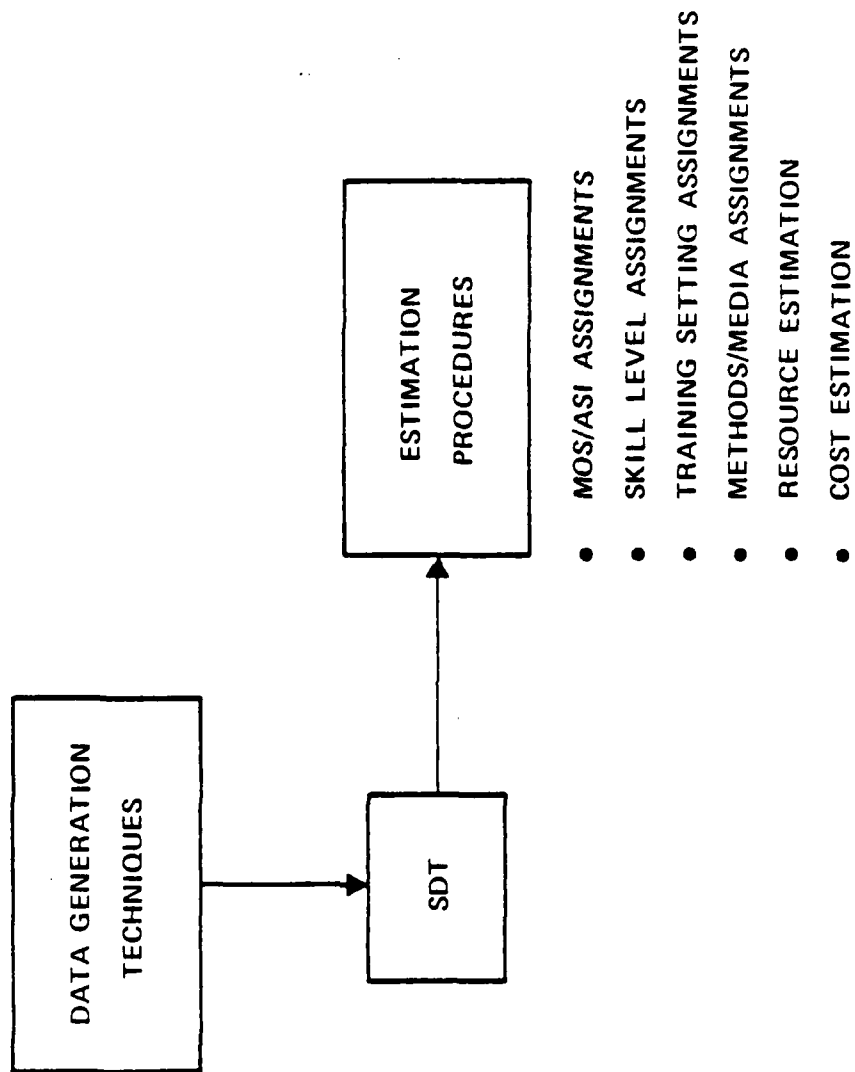 DATA GENERATION
TECHNIQUES
SDT
ESTIMATION
PROCEDURES
● MOS/ASI ASSIGNMENTS
● SKILL LEVEL ASSIGNMENTS
● TRAINING SETTING ASSIGNMENTS
● METHODS/MEDIA ASSIGNMENTS
● RESOURCE ESTIMATION
● COST ESTIMATION